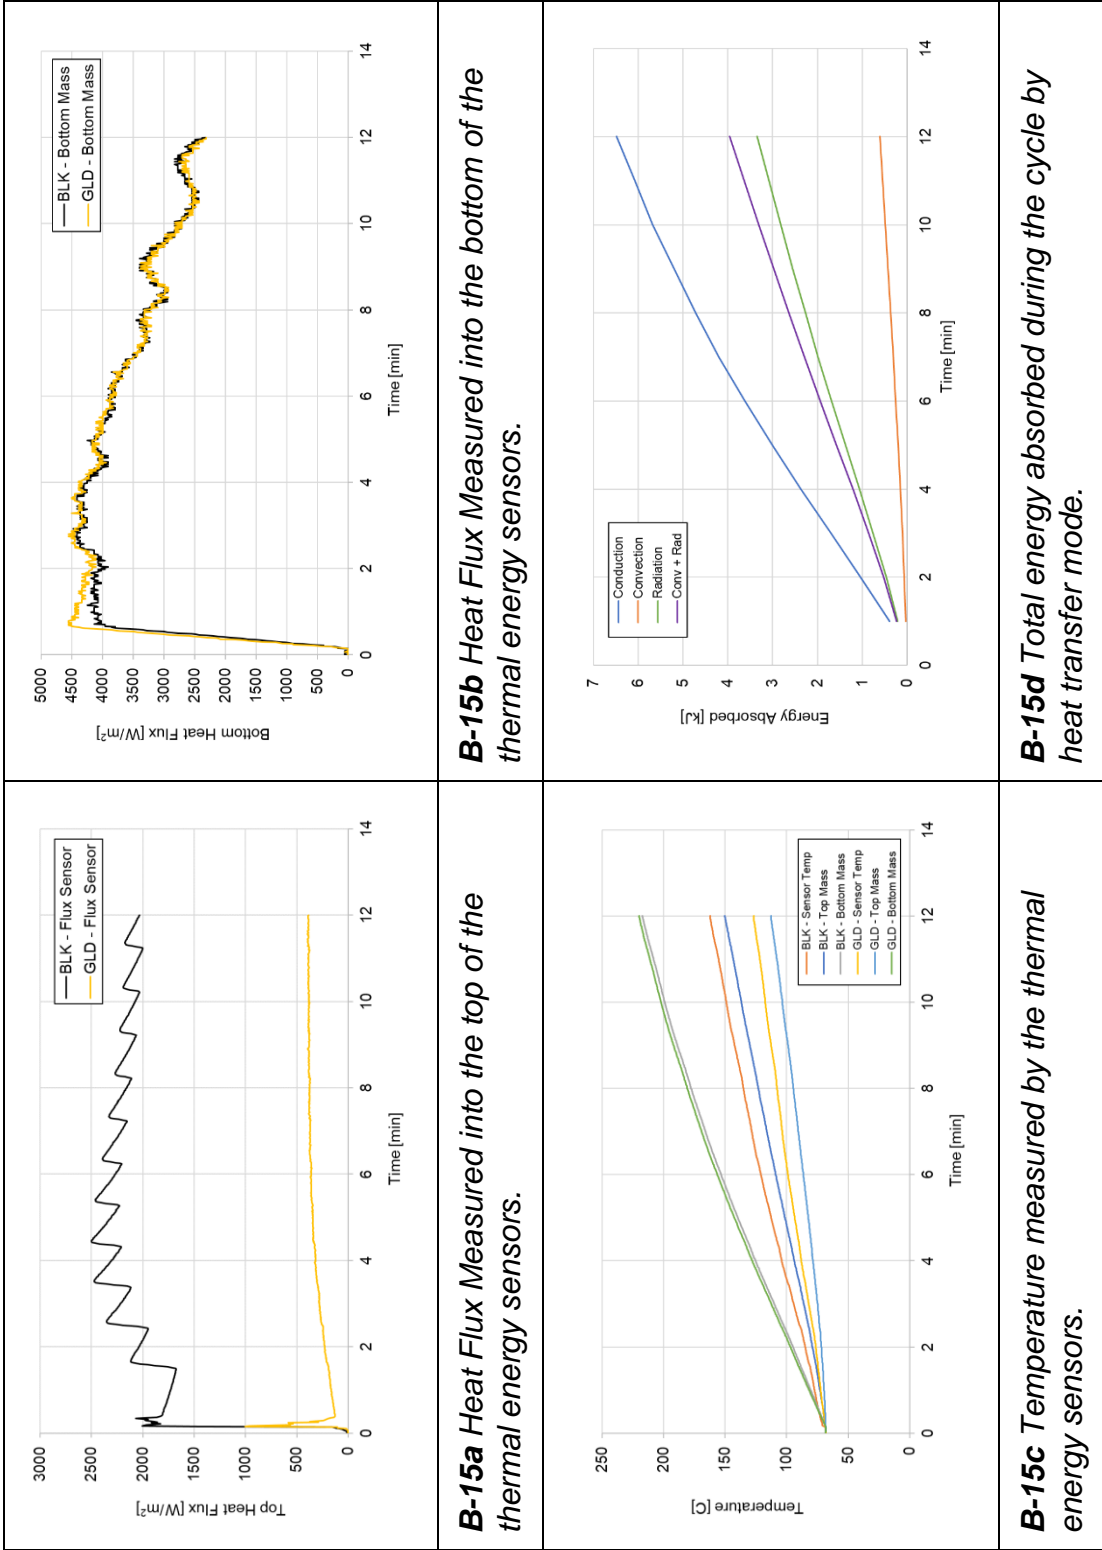 3000
2500
2000
1500
1000
500
0
Top Heat Flux [W/m²]
0
2
4
6
8
10
12
14
Time [min]
BLK - Flux Sensor
GLD - Flux Sensor
B-15a Heat Flux Measured into the top of the
thermal energy sensors.
5000
4500
4000
3500
3000
2500
2000
1500
1000
500
0
Bottom Heat Flux [W/m²]
0
2
4
6
8
10
12
14
Time [min]
BLK - Bottom Mass
GLD - Bottom Mass
B-15b Heat Flux Measured into the bottom of the
thermal energy sensors.
250
200
150
100
50
0
Temperature [C]
0
2
4
6
8
10
12
14
Time [min]
BLK - Sensor Temp
BLK - Top Mass
BLK - Bottom Mass
GLD - Sensor Temp
GLD - Top Mass
GLD - Bottom Mass
B-15c Temperature measured by the thermal
energy sensors.
7
6
5
4
3
2
1
0
Energy Absorbed [kJ]
0
2
4
6
8
10
12
14
Time [min]
Conduction
Convection
Radiation
Conv + Rad
B-15d Total energy absorbed during the cycle by
heat transfer mode.